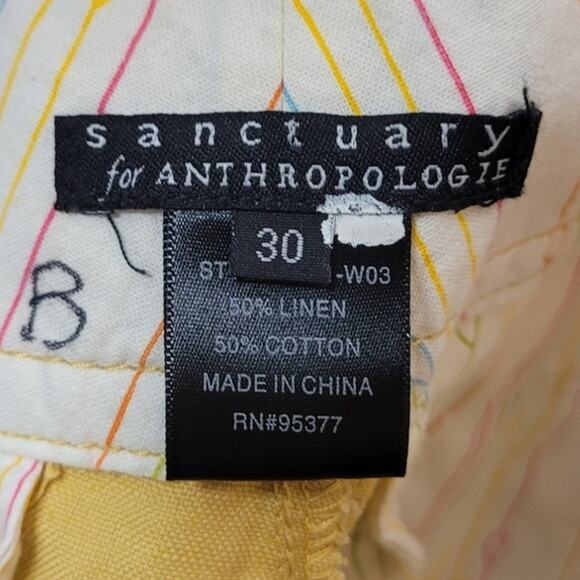 sanctuary
for ANTHROPOLOGIE
30
ST -W03
50% LINEN
50% COTTON
MADE IN CHINA
RN#95377
B